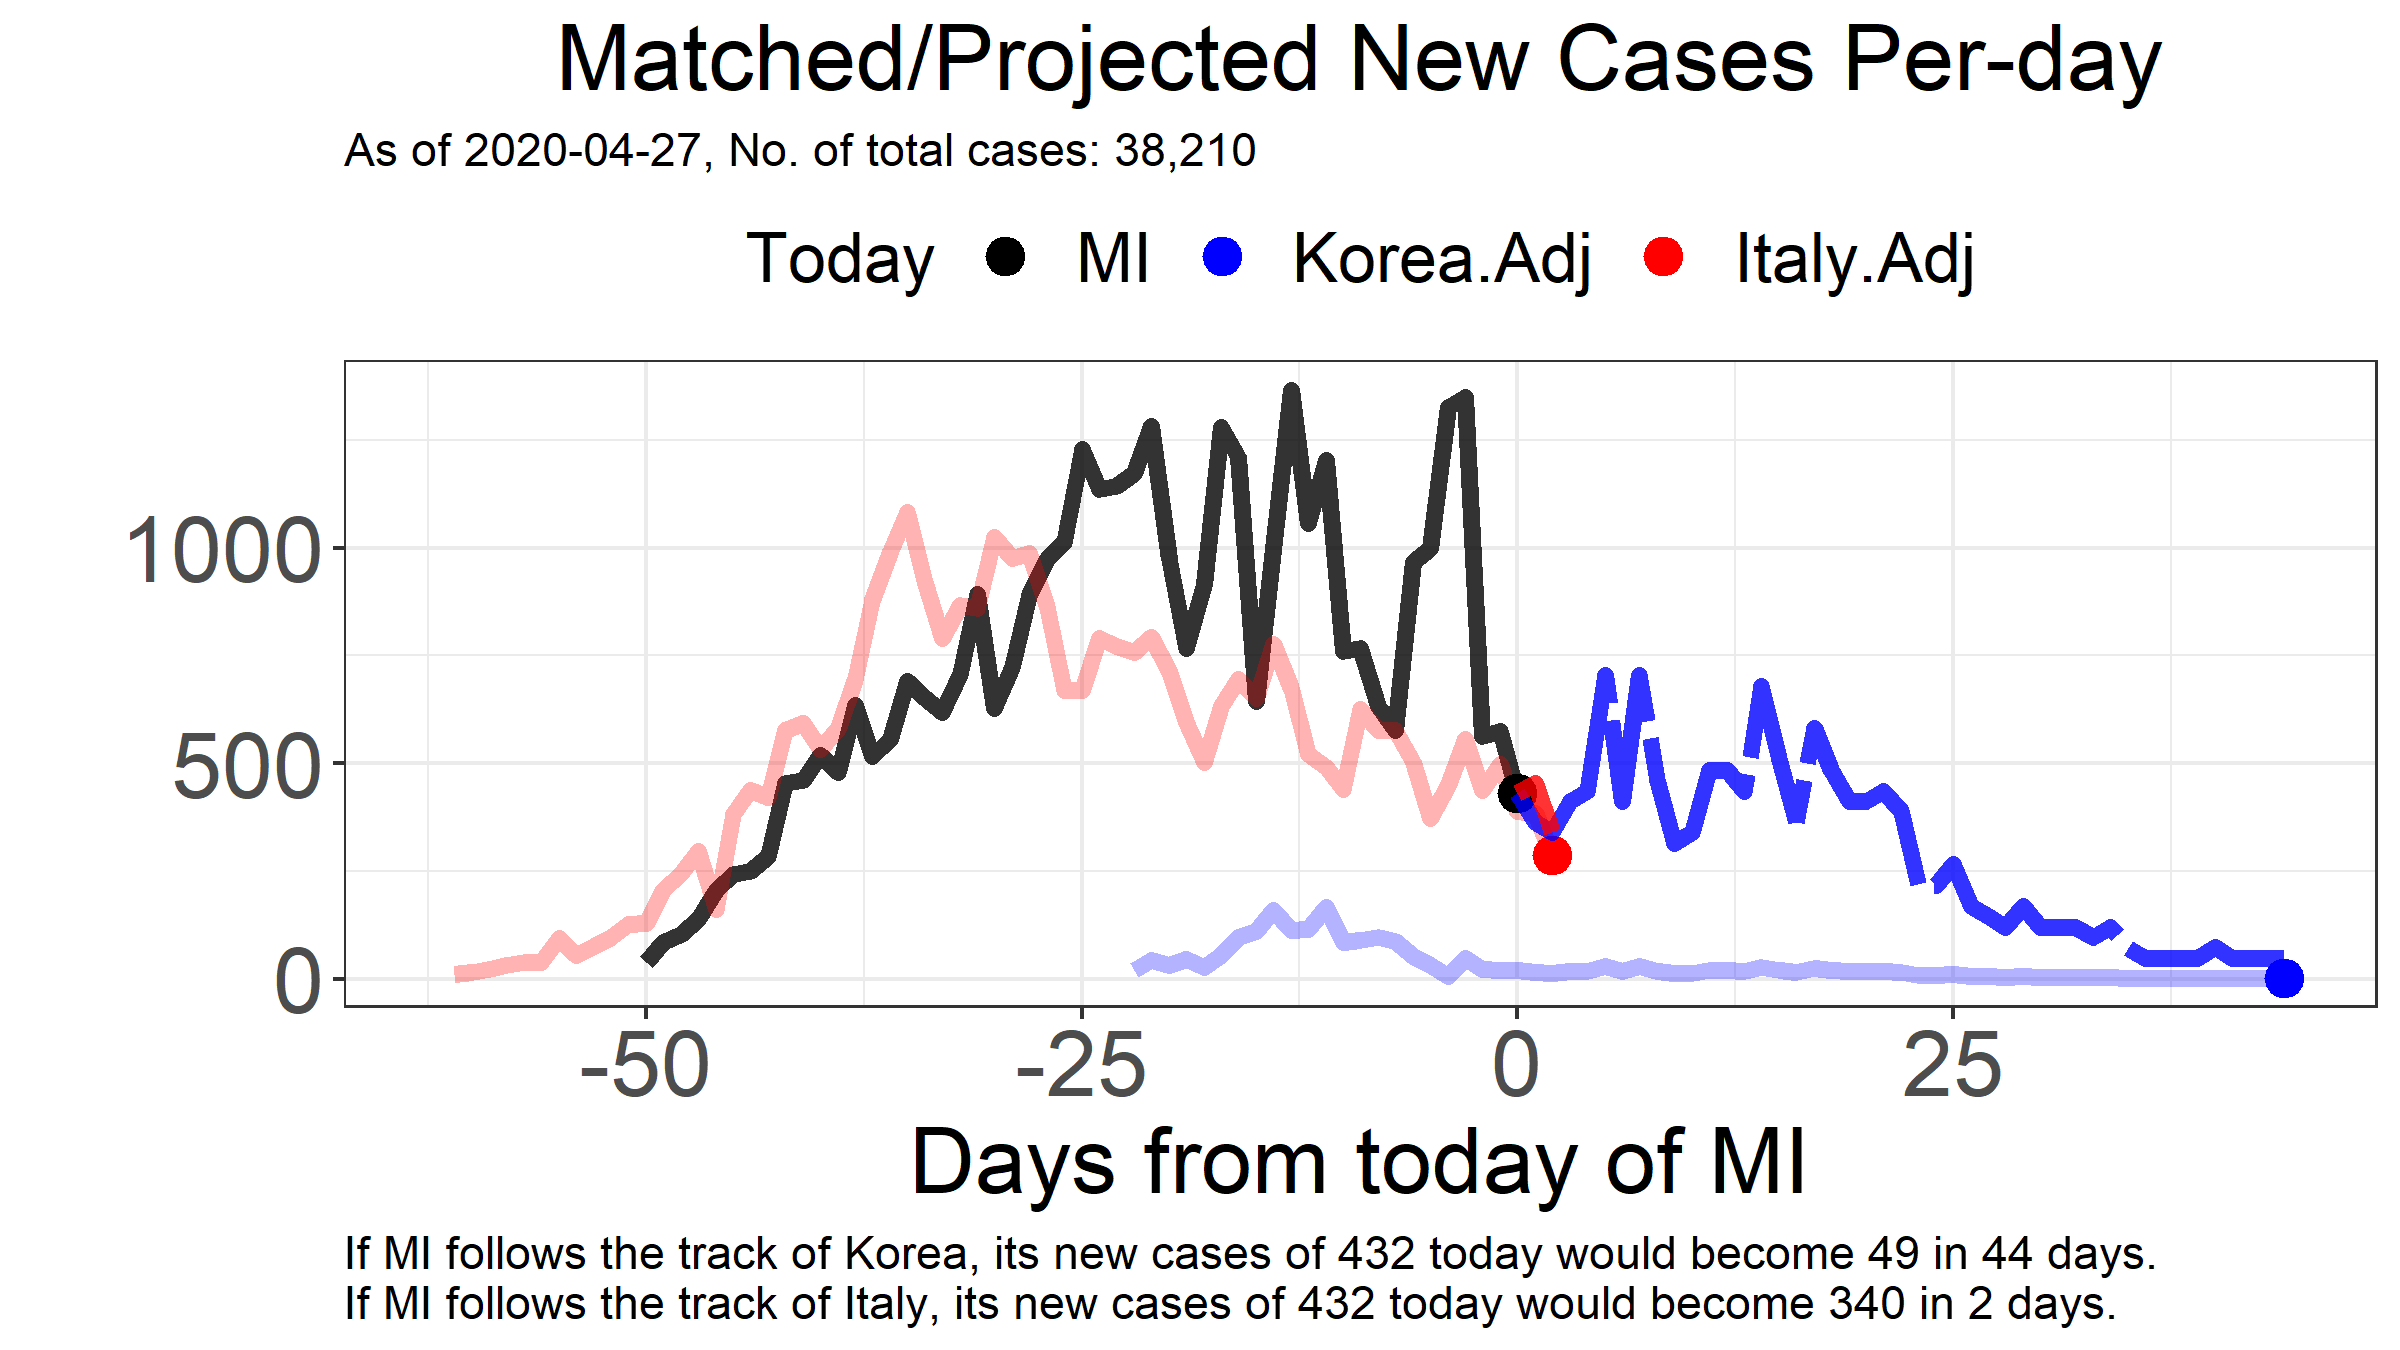 Matched/Projected New Cases Per-day
As of 2020-04-27, No. of total cases: 38,210
Today MI Korea.Adj Italy.Adj
1000
500
0
-50 -25 0 25
Days from today of MI
If MI follows the track of Korea, its new cases of 432 today would become 49 in 44 days.
If MI follows the track of Italy, its new cases of 432 today would become 340 in 2 days.